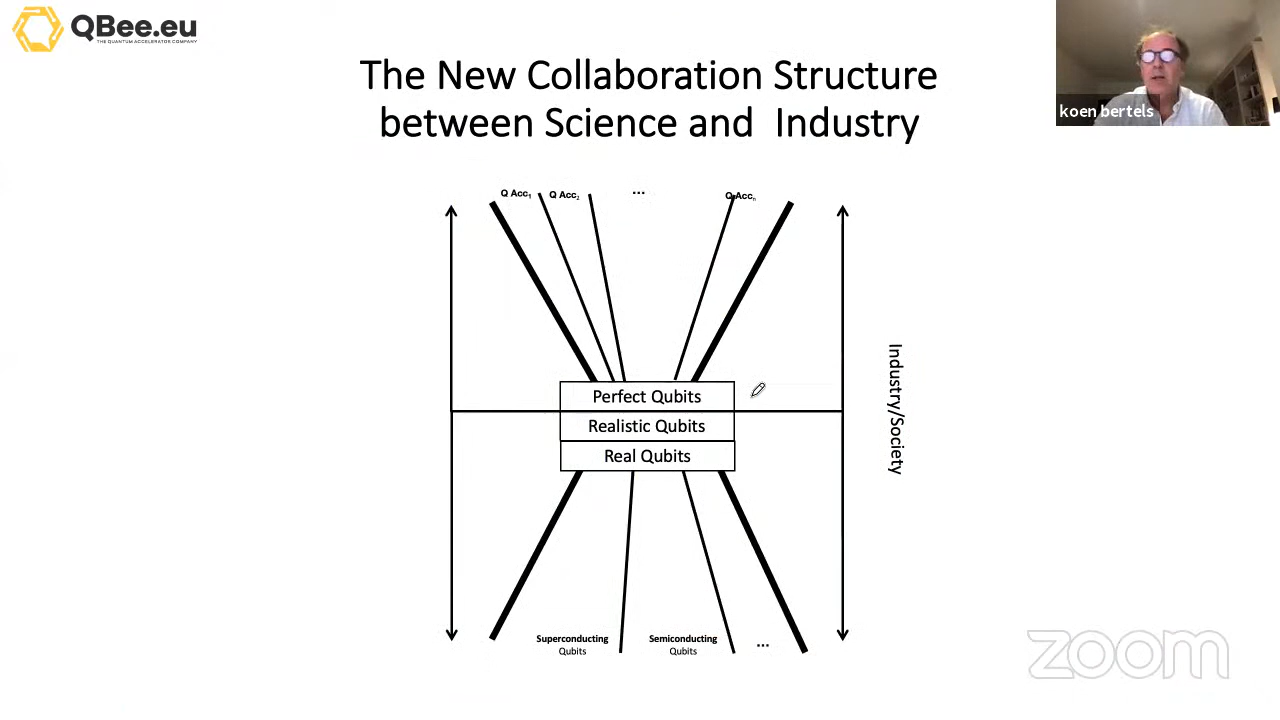 QBee.eu
THE QUANTUM ACCELERATOR COMPANY
koen bertels
The New Collaboration Structure
between Science and Industry
Q Acc1 Q Acc2 ... Q Accn
Perfect Qubits
Realistic Qubits
Real Qubits
Industry/Society
Superconducting
Qubits
Semiconducting
Qubits
...
zoom